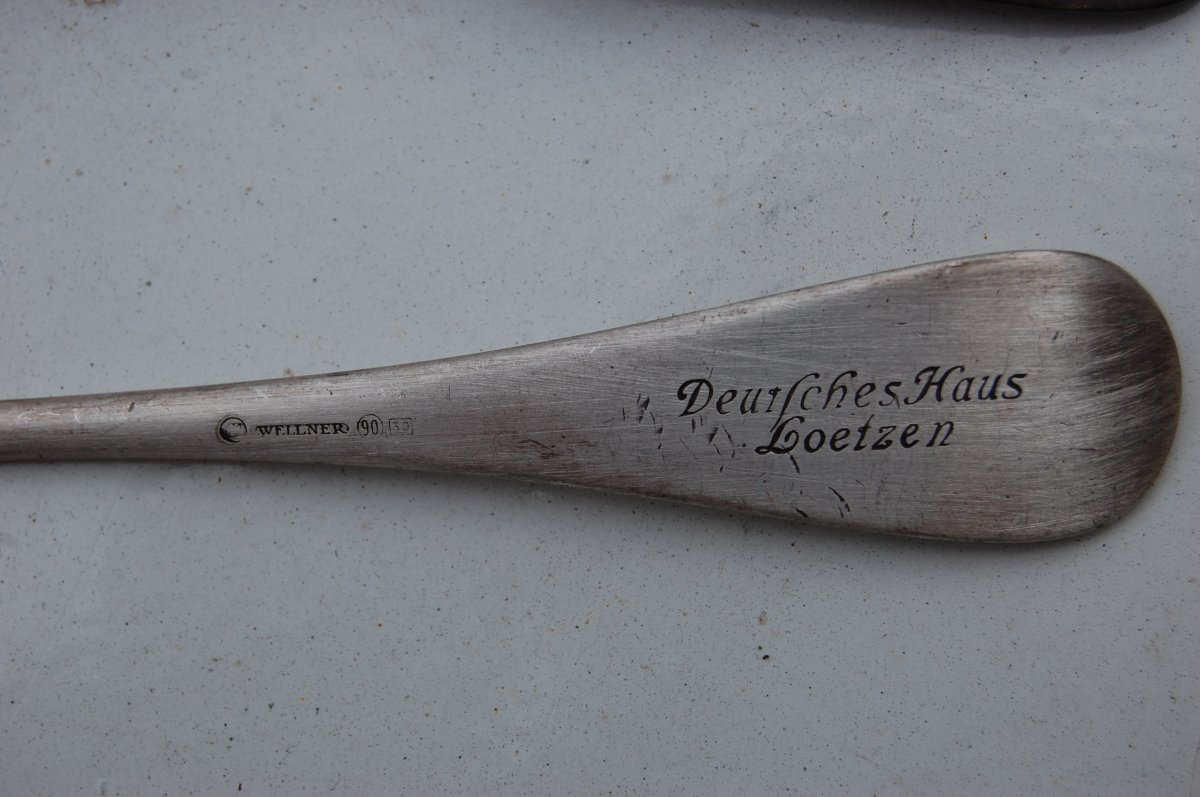 WELLNER 90
Deutſches Haus
Loetzen